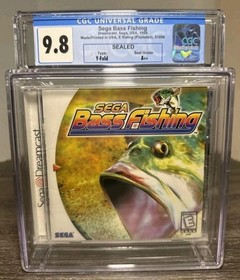 CGC UNIVERSAL GRADE
9.8
Sega Bass Fishing
Dreamcast, Sega, USA, 1999
Made/Printed in USA, E Rating (Pixelated), 51006
SEALED
Type:
Y-Fold
Seal Grade:
A++
SEGA
Bass Fishing
Sega Dreamcast
SEGA
E